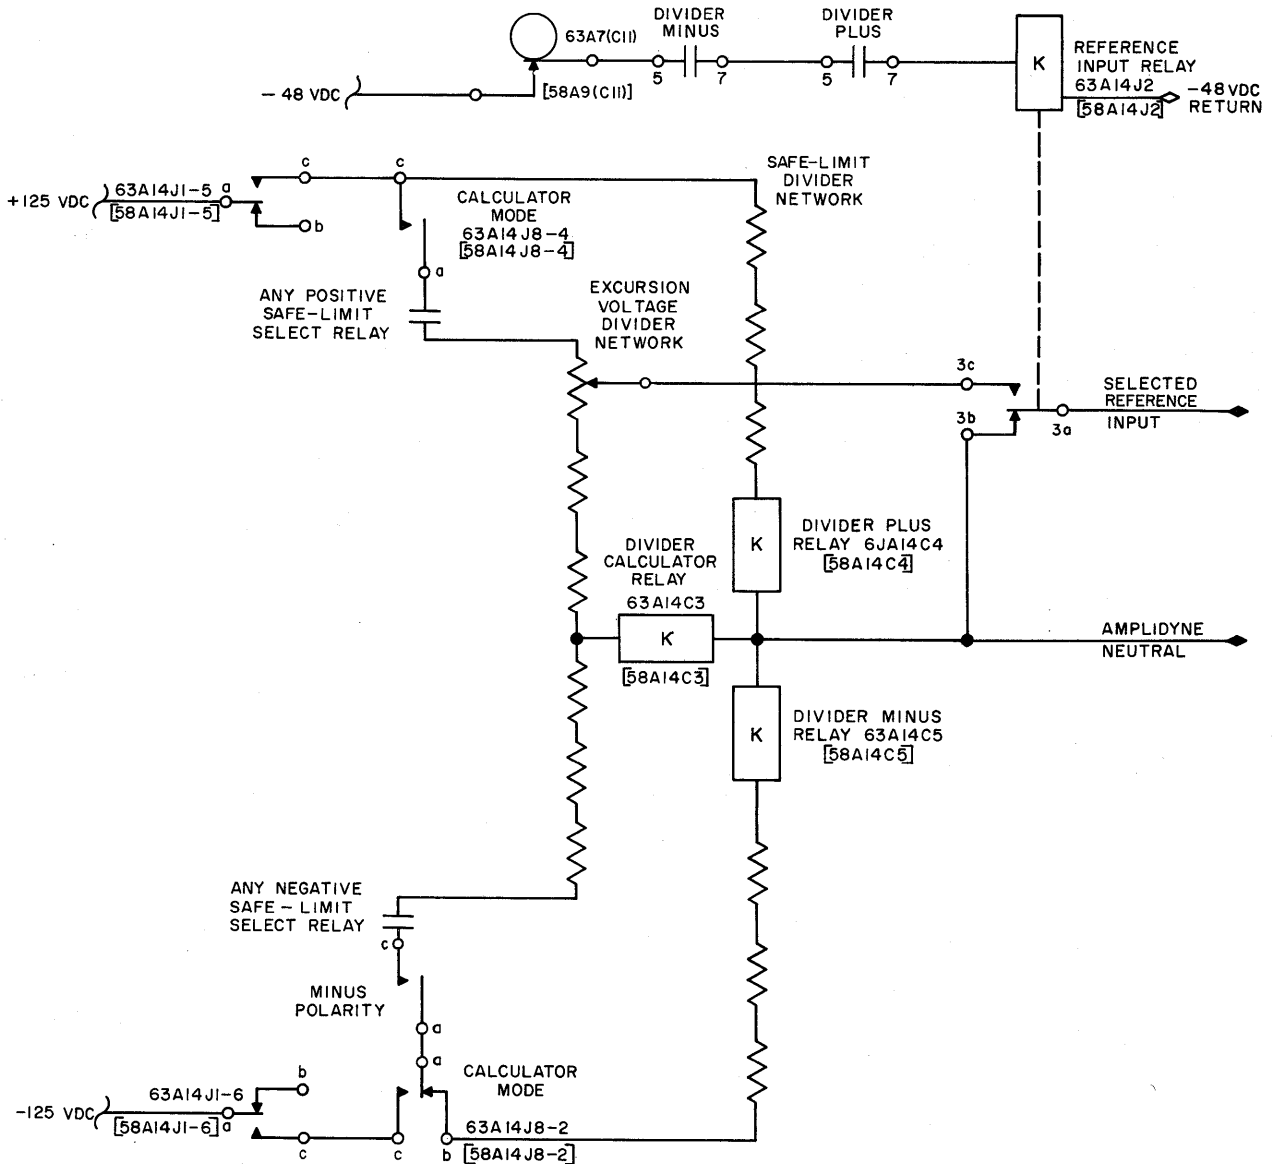 63A7(C11)
DIVIDER
MINUS
5
7
DIVIDER
PLUS
5
7
K
REFERENCE
INPUT RELAY
63A14J2
[58A14J2]
-48 VDC
RETURN
- 48 VDC
[58A9(C11)]
+125 VDC
63A14J1-5
[58A14J1-5]
a
c
b
c
CALCULATOR
MODE
63A14J8-4
[58A14J8-4]
a
SAFE-LIMIT
DIVIDER
NETWORK
ANY POSITIVE
SAFE-LIMIT
SELECT RELAY
EXCURSION
VOLTAGE
DIVIDER
NETWORK
3c
3b
3a
SELECTED
REFERENCE
INPUT
K
DIVIDER PLUS
RELAY 6JA14C4
[58A14C4]
DIVIDER
CALCULATOR
RELAY
63A14C3
K
[58A14C3]
AMPLIDYNE
NEUTRAL
K
DIVIDER MINUS
RELAY 63A14C5
[58A14C5]
ANY NEGATIVE
SAFE-LIMIT
SELECT RELAY
c
MINUS
POLARITY
a
a
CALCULATOR
MODE
-125 VDC
63A14J1-6
[58A14J1-6]
a
b
c
c
b
63A14J8-2
[58A14J8-2]